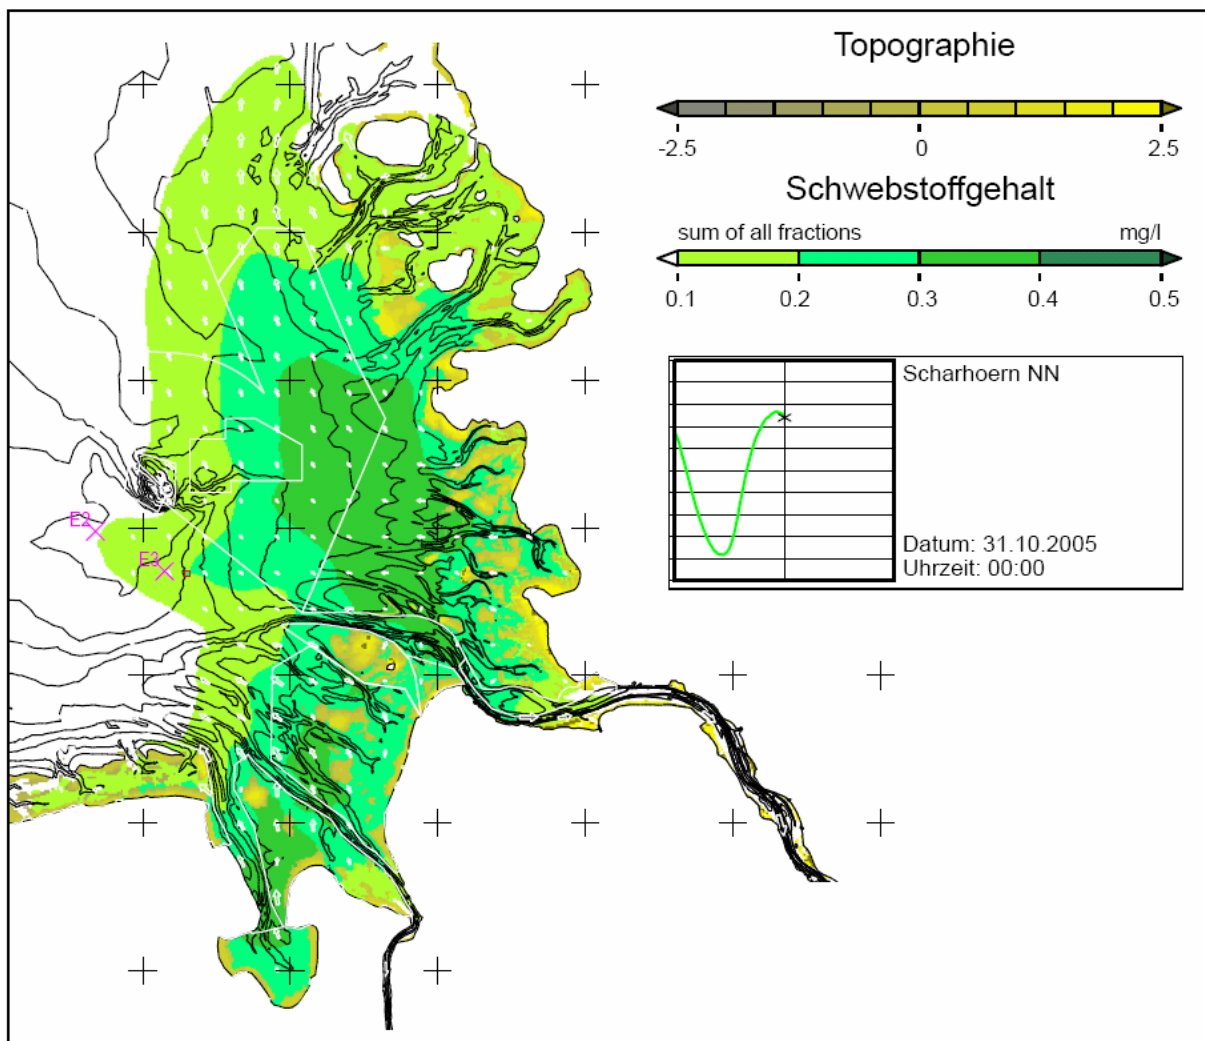 Topographie
-2.5 0 2.5
Schwebstoffgehalt
sum of all fractions mg/l
0.1 0.2 0.3 0.4 0.5
Scharhoern NN
Datum: 31.10.2005
Uhrzeit: 00:00
E2
E3